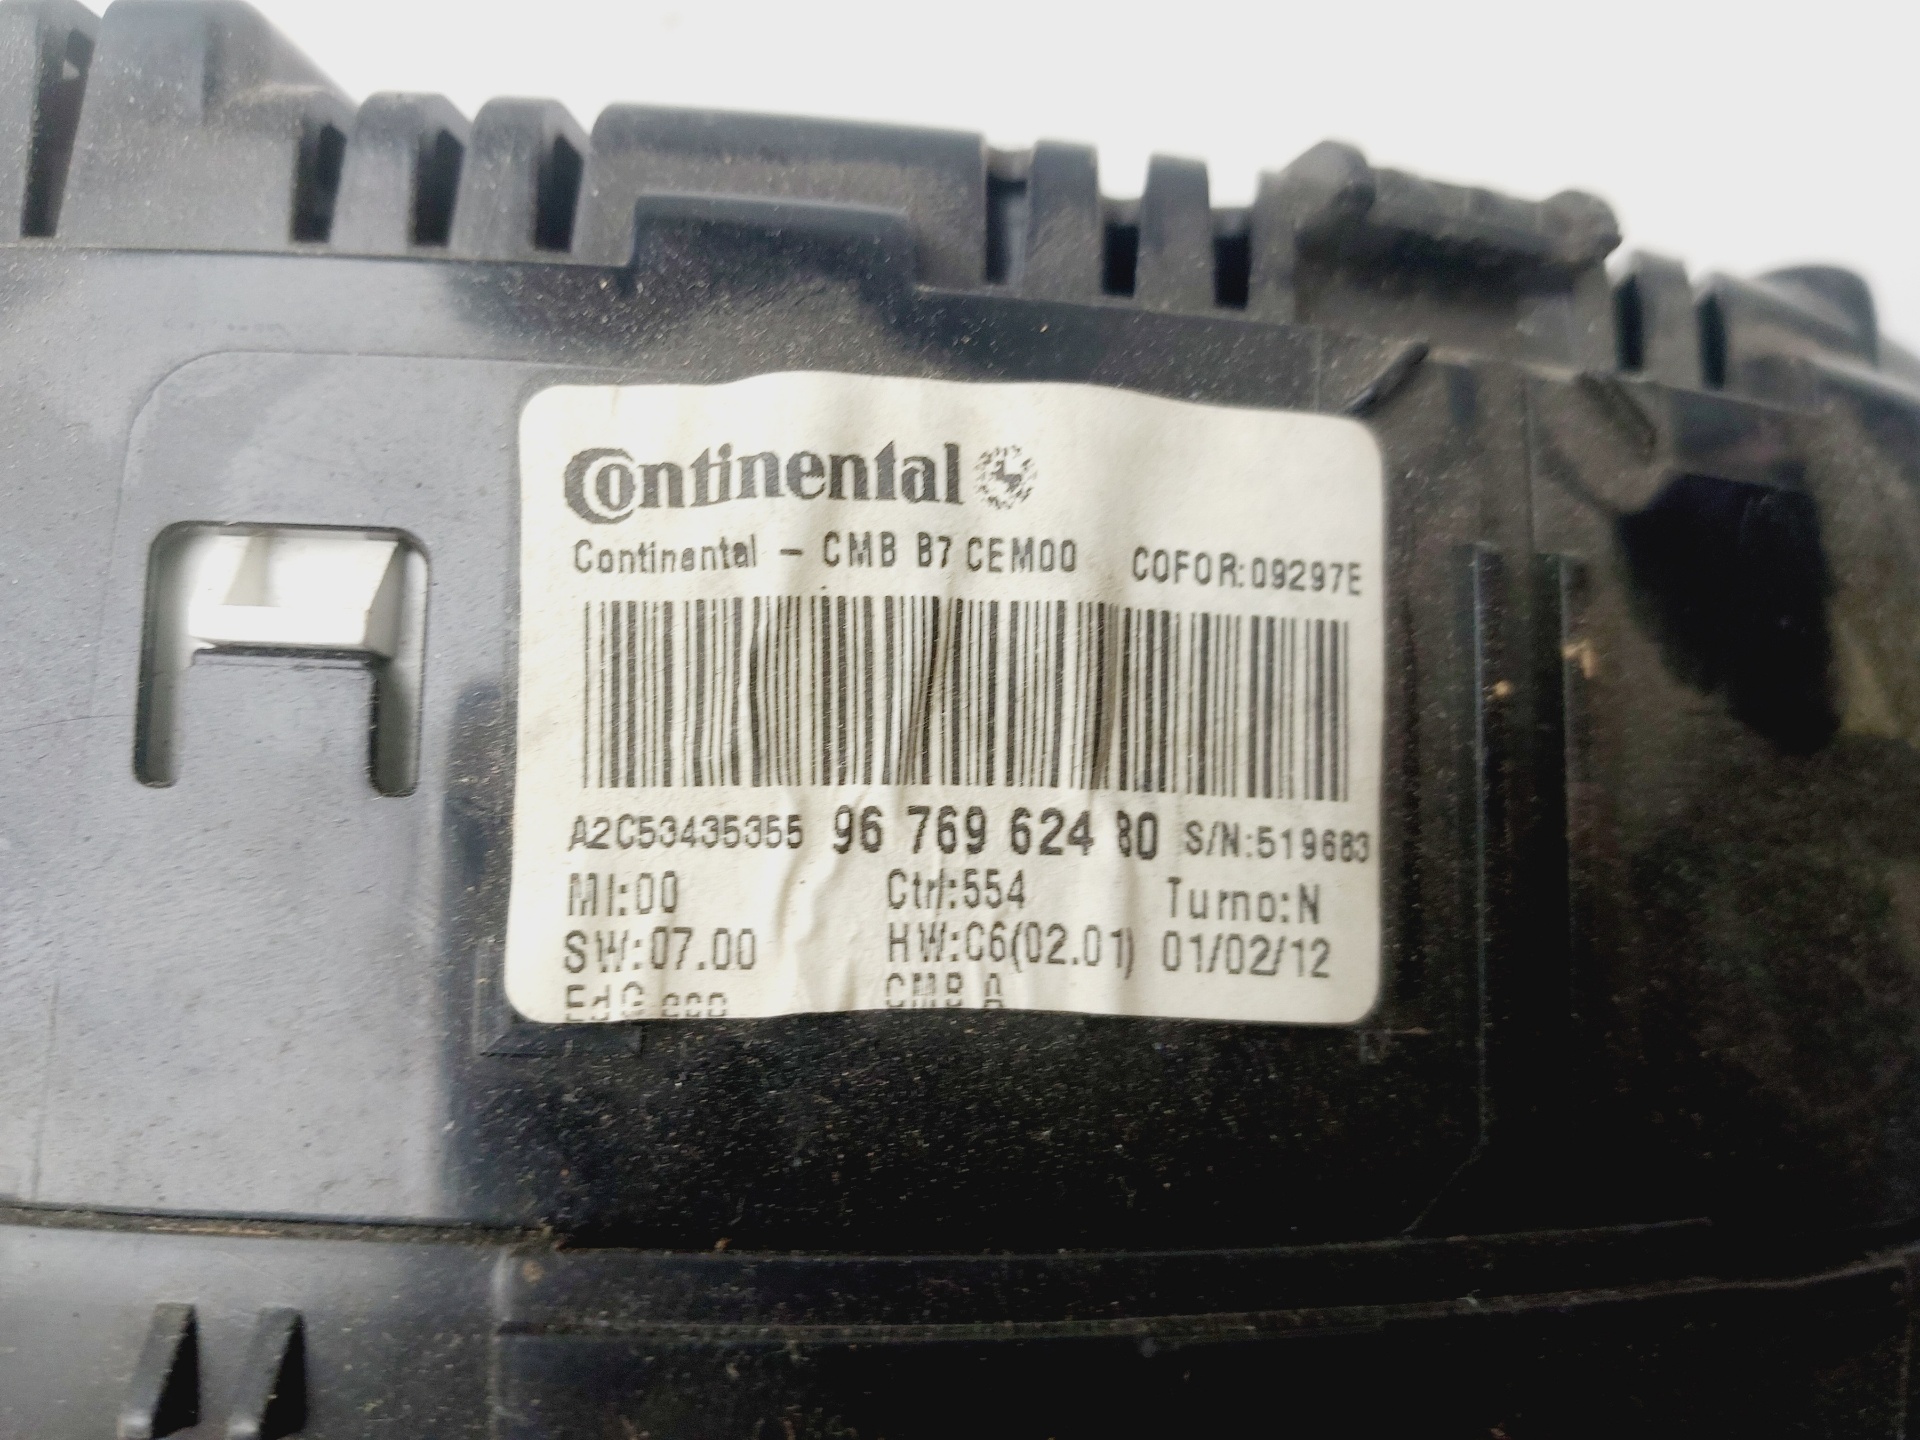 Continental
Continental - CMB B7 CEM00 COFOR:09297E
A2C53435355 96 769 624 80 S/N:519683
MI:00 Ctrl:554 Turno:N
SW:07.00 HW:C6(02.01) 01/02/12
CMB A